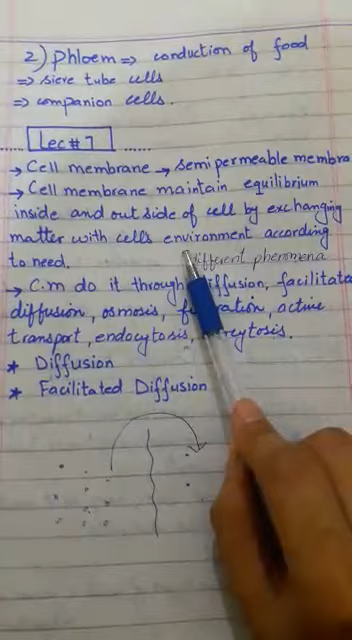 2) Phloem ⇒ conduction of food
⇒ sieve tube cells
⇒ companion cells.
Lec # 7
→ Cell membrane → semipermeable membra
→ Cell membrane maintain equilibrium
inside and outside of cell by exchanging
matter with cells environment according
to need. different phenomena
→ C.m do it through diffusion, facilitate
diffusion, osmosis, active
transport, endocytosis,
* Diffusion
* Facilitated Diffusion